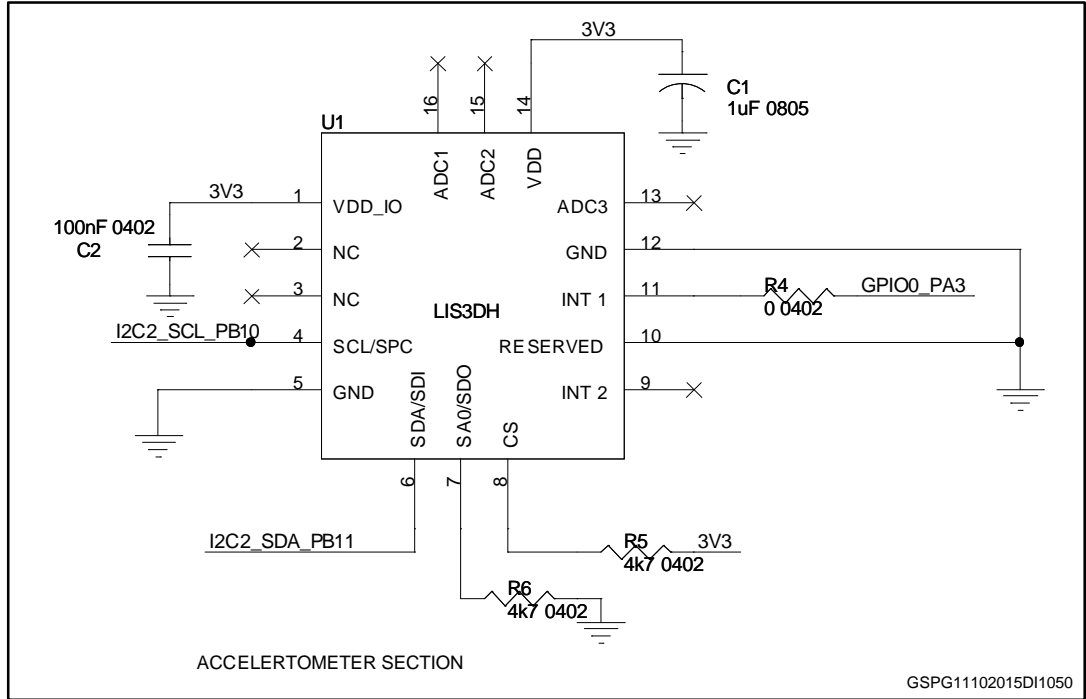 3V3
C1
1uF 0805
16
15
14
U1
ADC1
ADC2
VDD
3V3
1
VDD_IO
ADC3
13
100nF 0402
C2
2
NC
GND
12
3
NC
INT 1
11
R4
0 0402
GPIO0_PA3
LIS3DH
I2C2_SCL_PB10
4
SCL/SPC
RESERVED
10
5
GND
INT 2
9
SDA/SDI
SA0/SDO
CS
6
7
8
I2C2_SDA_PB11
R5
4k7 0402
3V3
R6
4k7 0402
ACCELERTOMETER SECTION
GSPG11102015DI1050